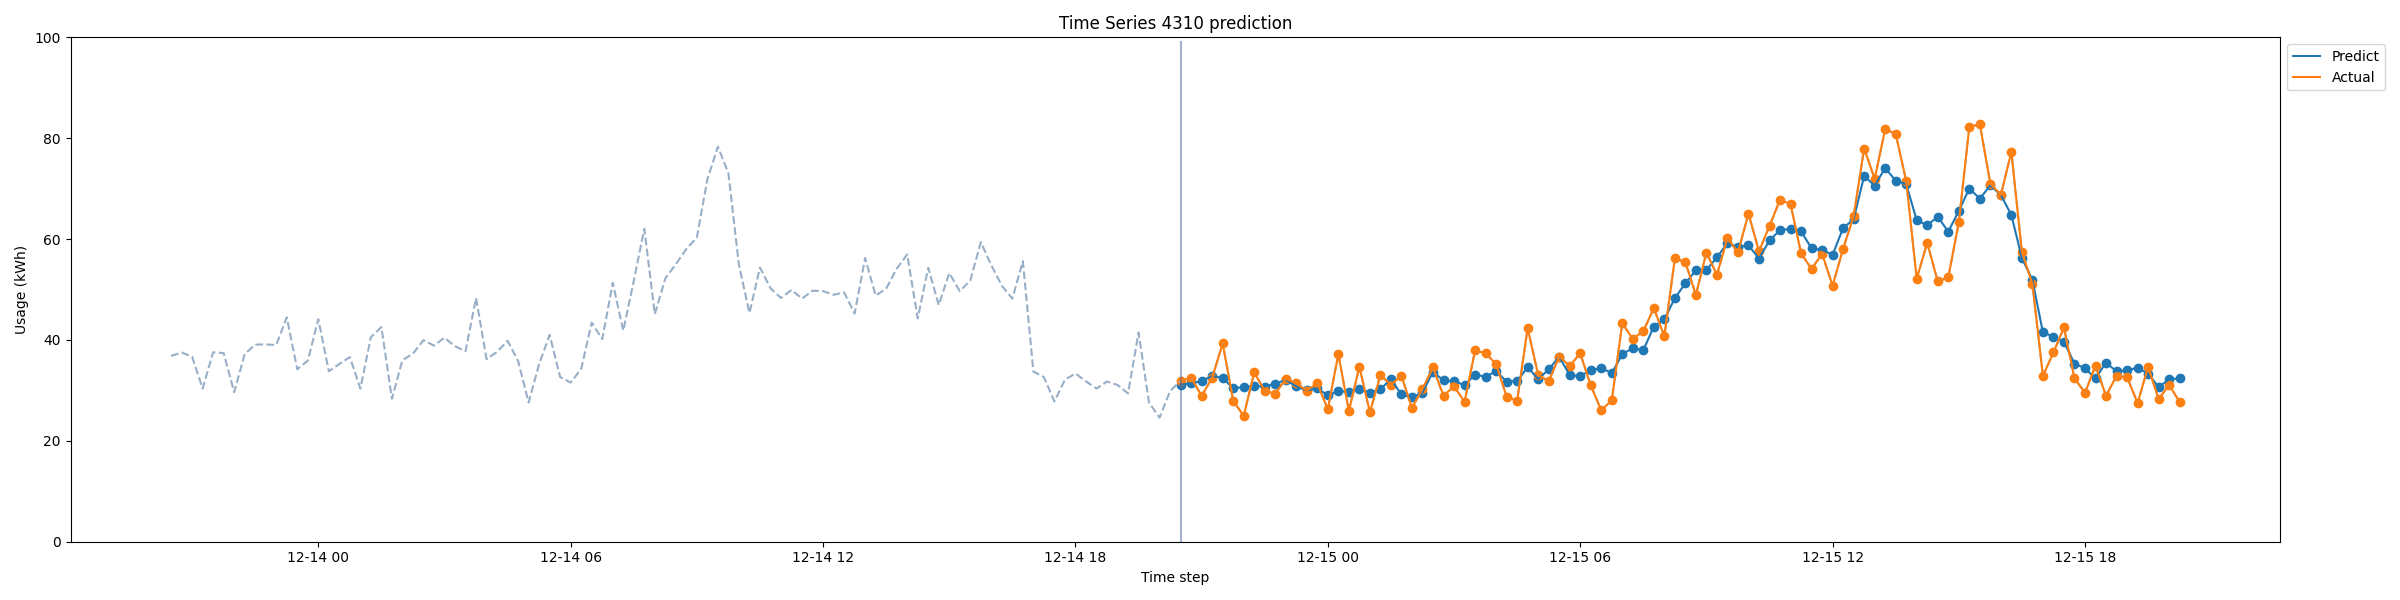 Time Series 4310 prediction
100
80
60
40
20
0
Usage (kWh)
12-14 00
12-14 06
12-14 12
12-14 18
12-15 00
12-15 06
12-15 12
12-15 18
Time step
Predict
Actual